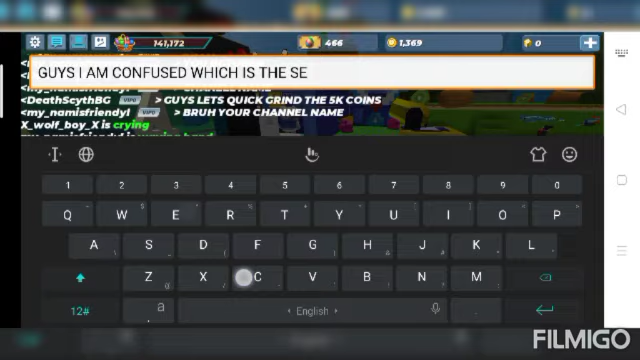 141,172
466
1,369
0
GUYS I AM CONFUSED WHICH IS THE SE
<DeathScythBG VIP6 > GUYS LETS QUICK GRIND THE 5K COINS
<my_namisfriendy! VIP6 > BRUH YOUR CHANNEL NAME
X_wolf_boy_X is crying
1 2 3 4 5 6 7 8 9 0
Q W E R T Y U I O P
A S D F G H J K L
Z X C V B N M
12# a English .
FILMIGO